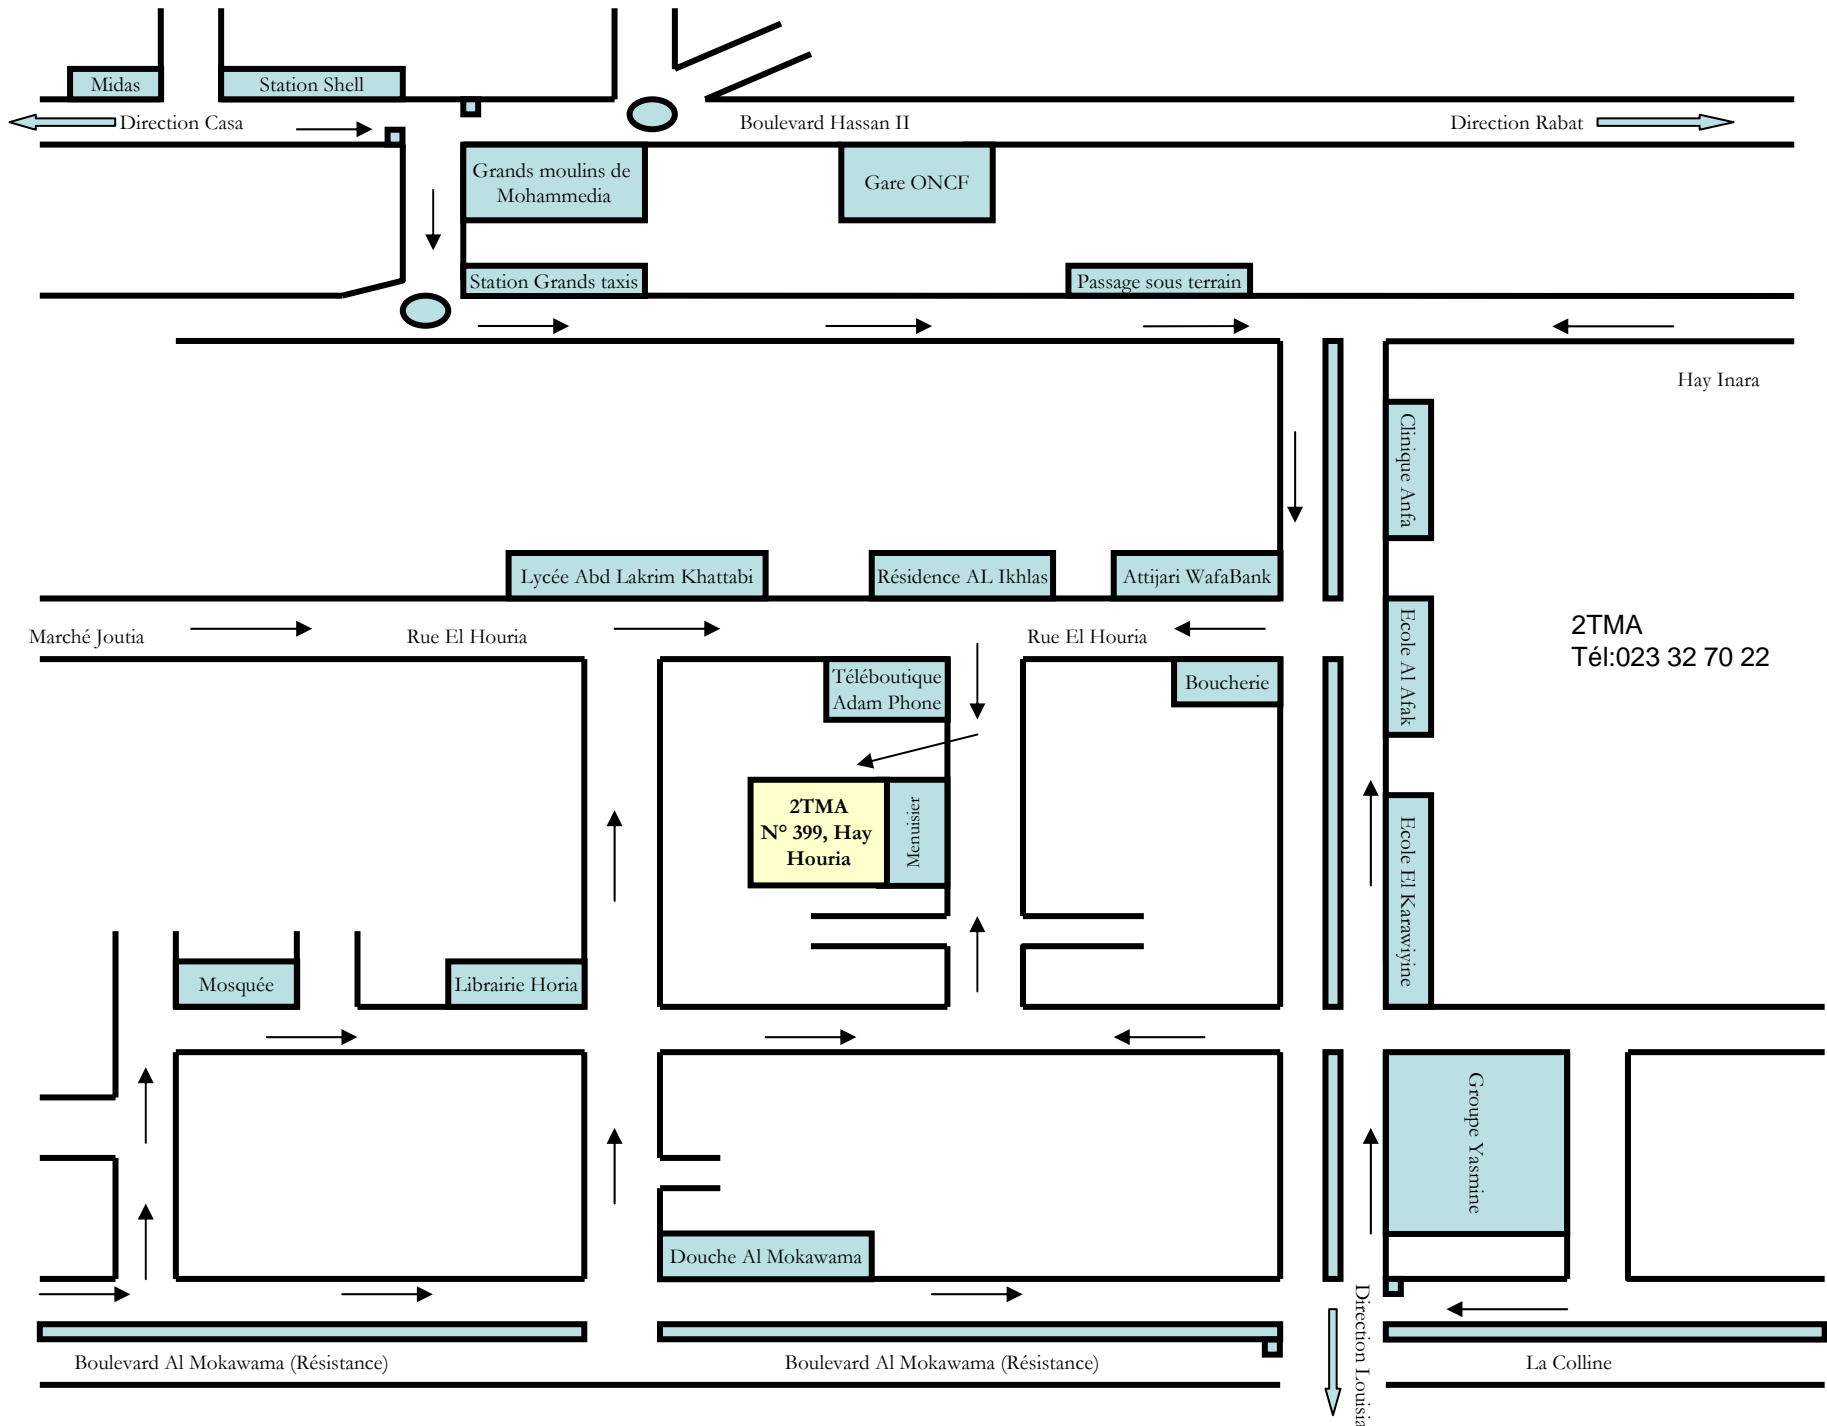 Midas
Station Shell
Direction Casa
Boulevard Hassan II
Direction Rabat
Grands moulins de
Mohammedia
Gare ONCF
Station Grands taxis
Passage sous terrain
Hay Inara
Clinique Anfa
Lycée Abd Lakrim Khattabi
Résidence AL Ikhlas
Attijari WafaBank
Marché Joutia
Rue El Houria
Rue El Houria
Ecole Al Afak
2TMA
Tél:023 32 70 22
Téléboutique
Adam Phone
Boucherie
2TMA
N° 399, Hay
Houria
Menuisier
Ecole El Karawiyine
Mosquée
Librairie Horia
Groupe Yasmine
Douche Al Mokawama
Direction Louisia
Boulevard Al Mokawama (Résistance)
Boulevard Al Mokawama (Résistance)
La Colline